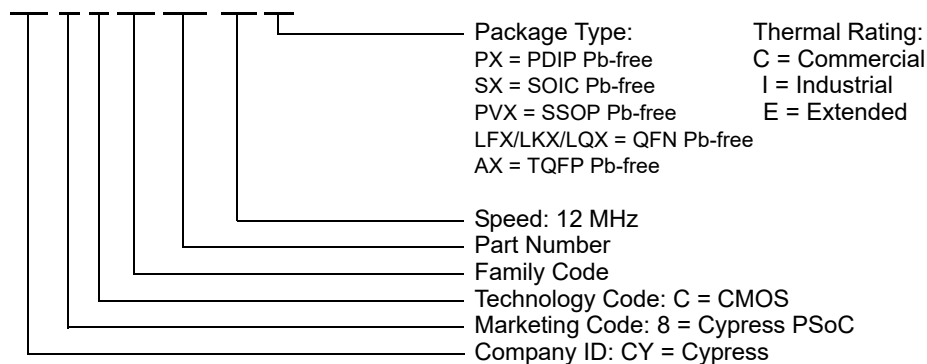 Package Type: Thermal Rating:
PX = PDIP Pb-free C = Commercial
SX = SOIC Pb-free I = Industrial
PVX = SSOP Pb-free E = Extended
LFX/LKX/LQX = QFN Pb-free
AX = TQFP Pb-free
Speed: 12 MHz
Part Number
Family Code
Technology Code: C = CMOS
Marketing Code: 8 = Cypress PSoC
Company ID: CY = Cypress